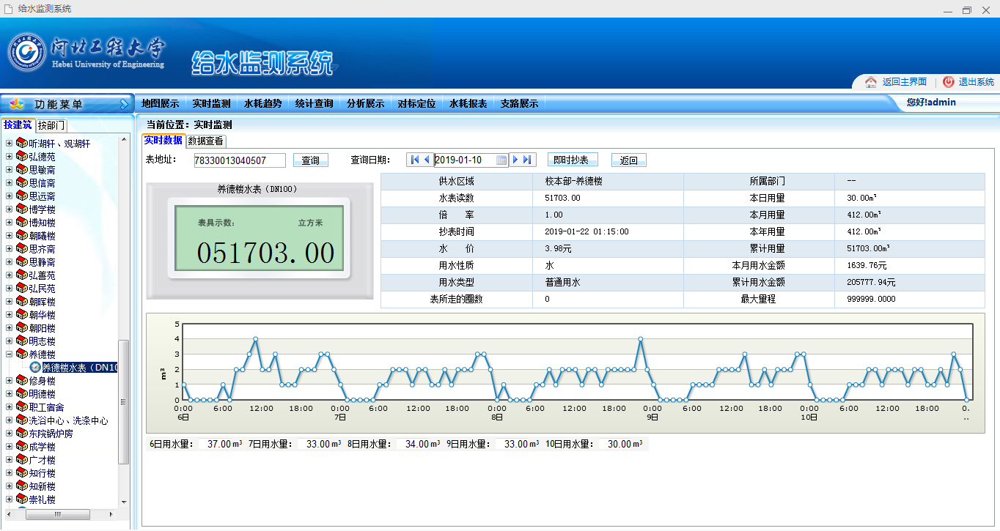 给水监测系统
河北工程大学
Hebei University of Engineering
给水监测系统
返回主界面 | 退出系统
功能菜单
地图展示 实时监测 水耗趋势 统计查询 分析展示 对标定位 水耗报表 支路展示
您好!admin
按建筑 按部门
听湖轩、观湖轩
弘德苑
思敏斋
思信斋
思远斋
博学楼
博知楼
朝曦楼
思齐斋
思静斋
弘善苑
弘民苑
朝晖楼
朝华楼
朝阳楼
明志楼
养德楼
养德楼水表（DN10
修身楼
明德楼
职工宿舍
洗浴中心、洗涤中心
东院锅炉房
成学楼
广才楼
知行楼
知新楼
崇礼楼
当前位置：实时监测
实时数据 数据查看
表地址： 78330013040507 查询 查询日期： 2019-01-10 即时抄表 返回
养德楼水表（DN100）
表具示数： 立方米
051703.00
供水区域 校本部-养德楼 所属部门 --
水表读数 51703.00 本日用量 30.00m³
倍 率 1.00 本月用量 412.00m³
抄表时间 2019-01-22 01:15:00 本年用量 412.00m³
水 价 3.98元 累计用量 51703.00m³
用水性质 水 本月用水金额 1639.76元
用水类型 普通用水 累计用水金额 205777.94元
表所走的圈数 0 最大量程 999999.0000
m³
5
4
3
2
1
0
0:00 6:00 12:00 18:00 0:00 6:00 12:00 18:00 0:00 6:00 12:00 18:00 0:00 6:00 12:00 18:00 0:00 6:00 12:00 18:00 0.
6日 7日 8日 9日 10日 ..
6日用水量： 37.00 m³ 7日用水量： 33.00 m³ 8日用水量： 34.00 m³ 9日用水量： 33.00 m³ 10日用水量： 30.00 m³